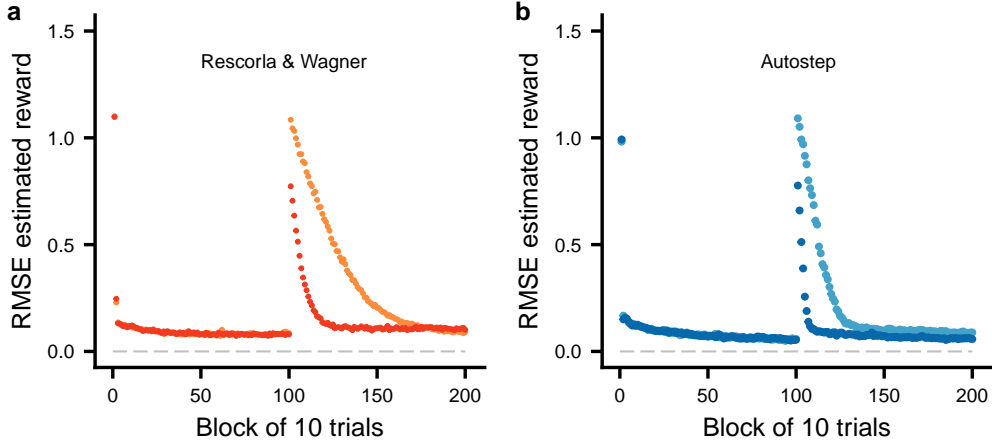 a
1.5
1.0
0.5
0.0
RMSE estimated reward
Rescorla & Wagner
0
50
100
150
200
Block of 10 trials
b
1.5
1.0
0.5
0.0
RMSE estimated reward
Autostep
0
50
100
150
200
Block of 10 trials